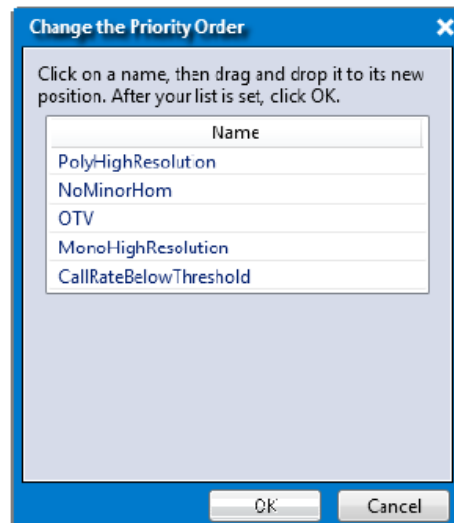 Change the Priority Order
Click on a name, then drag and drop it to its new
position. After your list is set, click OK.
Name
PolyHighResolution
NoMinorHom
OTV
MonoHighResolution
CallRateBelowThreshold
OK
Cancel